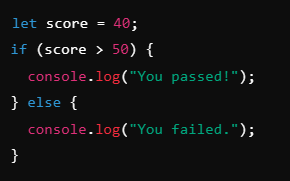 let score = 40;
if (score > 50) {
  console.log("You passed!");
} else {
  console.log("You failed.");
}